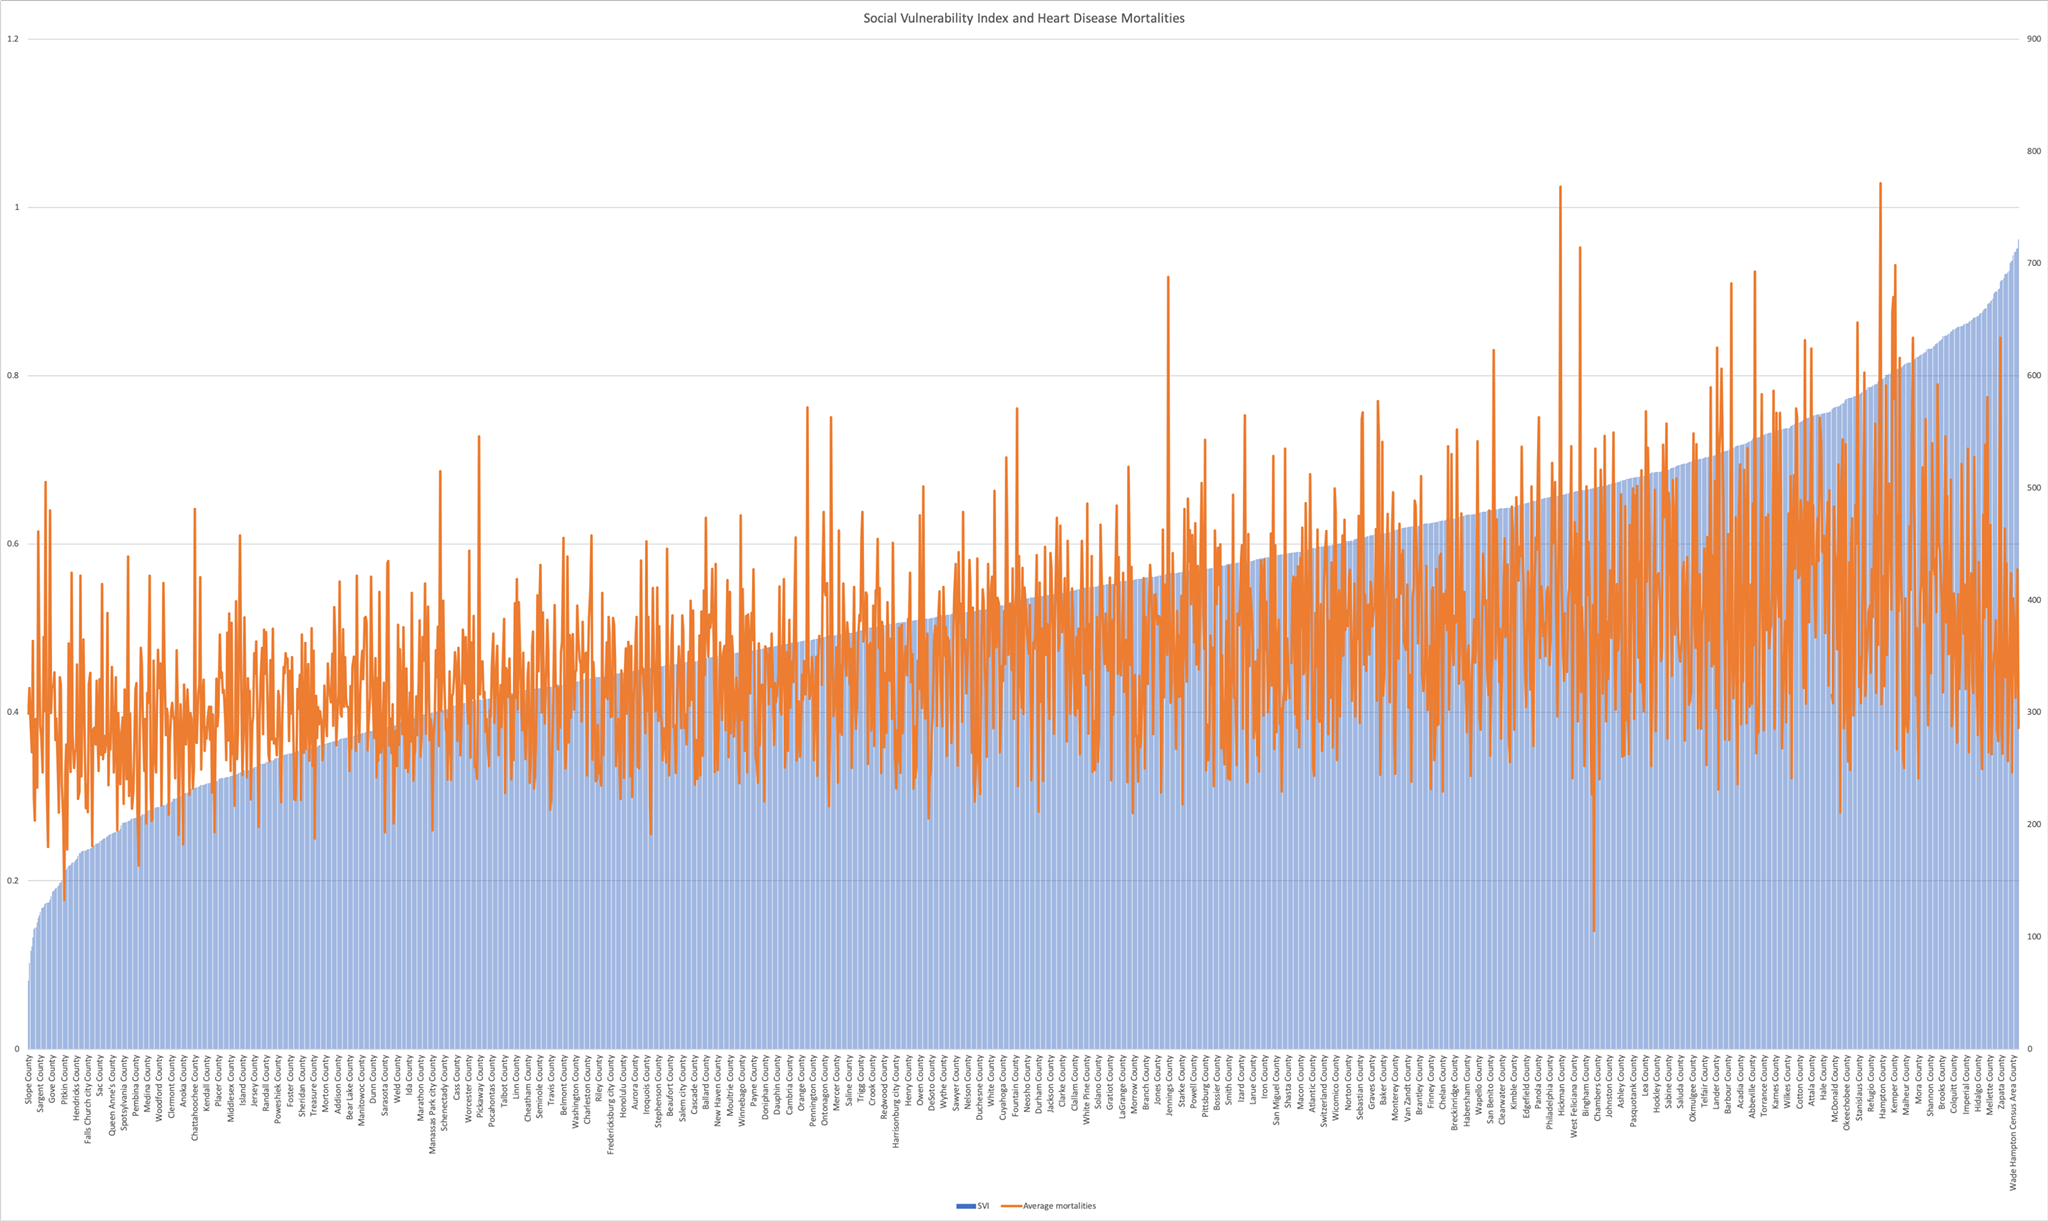 Social Vulnerability Index and Heart Disease Mortalities
1.2
1
0.8
0.6
0.4
0.2
0
900
800
700
600
500
400
300
200
100
0
Slope County
Sargent County
Gove County
Pitkin County
Hendricks County
Falls Church city County
Sac County
Queen Anne's County
Spotsylvania County
Pembina County
Medina County
Woodford County
Clermont County
Anoka County
Chattahoochee County
Kendall County
Placer County
Middlesex County
Island County
Jersey County
Randall County
Poweshiek County
Foster County
Sheridan County
Treasure County
Morton County
Addison County
Bear Lake County
Manitowoc County
Dunn County
Sarasota County
Weld County
Ida County
Marathon County
Manassas Park city County
Schenectady County
Cass County
Worcester County
Pickaway County
Pocahontas County
Talbot County
Linn County
Cheatham County
Seminole County
Travis County
Belmont County
Washington County
Charleston County
Riley County
Fredericksburg city County
Honolulu County
Aurora County
Iroquois County
Stephenson County
Beaufort County
Salem city County
Cascade County
Ballard County
New Haven County
Moultrie County
Winnebago County
Payne County
Doniphan County
Dauphin County
Cambria County
Orange County
Pennington County
Ontonagon County
Mercer County
Saline County
Trigg County
Crook County
Redwood County
Harrisonburg city County
Henry County
Owen County
DeSoto County
Wythe County
Sawyer County
Newton County
Duchesne County
White County
Cuyahoga County
Fountain County
Neosho County
Durham County
Jackson County
Clarke County
Clallam County
White Pine County
Solano County
Gratiot County
LaGrange County
Morrow County
Branch County
Jones County
Jennings County
Starke County
Powell County
Pittsburg County
Bossier County
Smith County
Izard County
Larue County
Iron County
San Miguel County
Shasta County
Macon County
Atlantic County
Switzerland County
Wicomico County
Norton County
Sebastian County
Graves County
Baker County
Monterey County
Van Zandt County
Brantley County
Finney County
Chelan County
Breckinridge County
Habersham County
Wapello County
San Benito County
Clearwater County
Kimble County
Edgefield County
Panola County
Philadelphia County
Hickman County
West Feliciana County
Bingham County
Chambers County
Johnston County
Ashley County
Pasquotank County
Lea County
Hockley County
Sabine County
Saluda County
Okmulgee County
Telfair County
Lander County
Barbour County
Acadia County
Abbeville County
Torrance County
Karnes County
Wilkes County
Cotton County
Attala County
Hale County
McDonald County
Okeechobee County
Stanislaus County
Refugio County
Hampton County
Kemper County
Malheur County
Mora County
Shannon County
Brooks County
Colquitt County
Imperial County
Hidalgo County
Mellette County
Zapata County
Wade Hampton Census Area County
SVI
Average mortalities